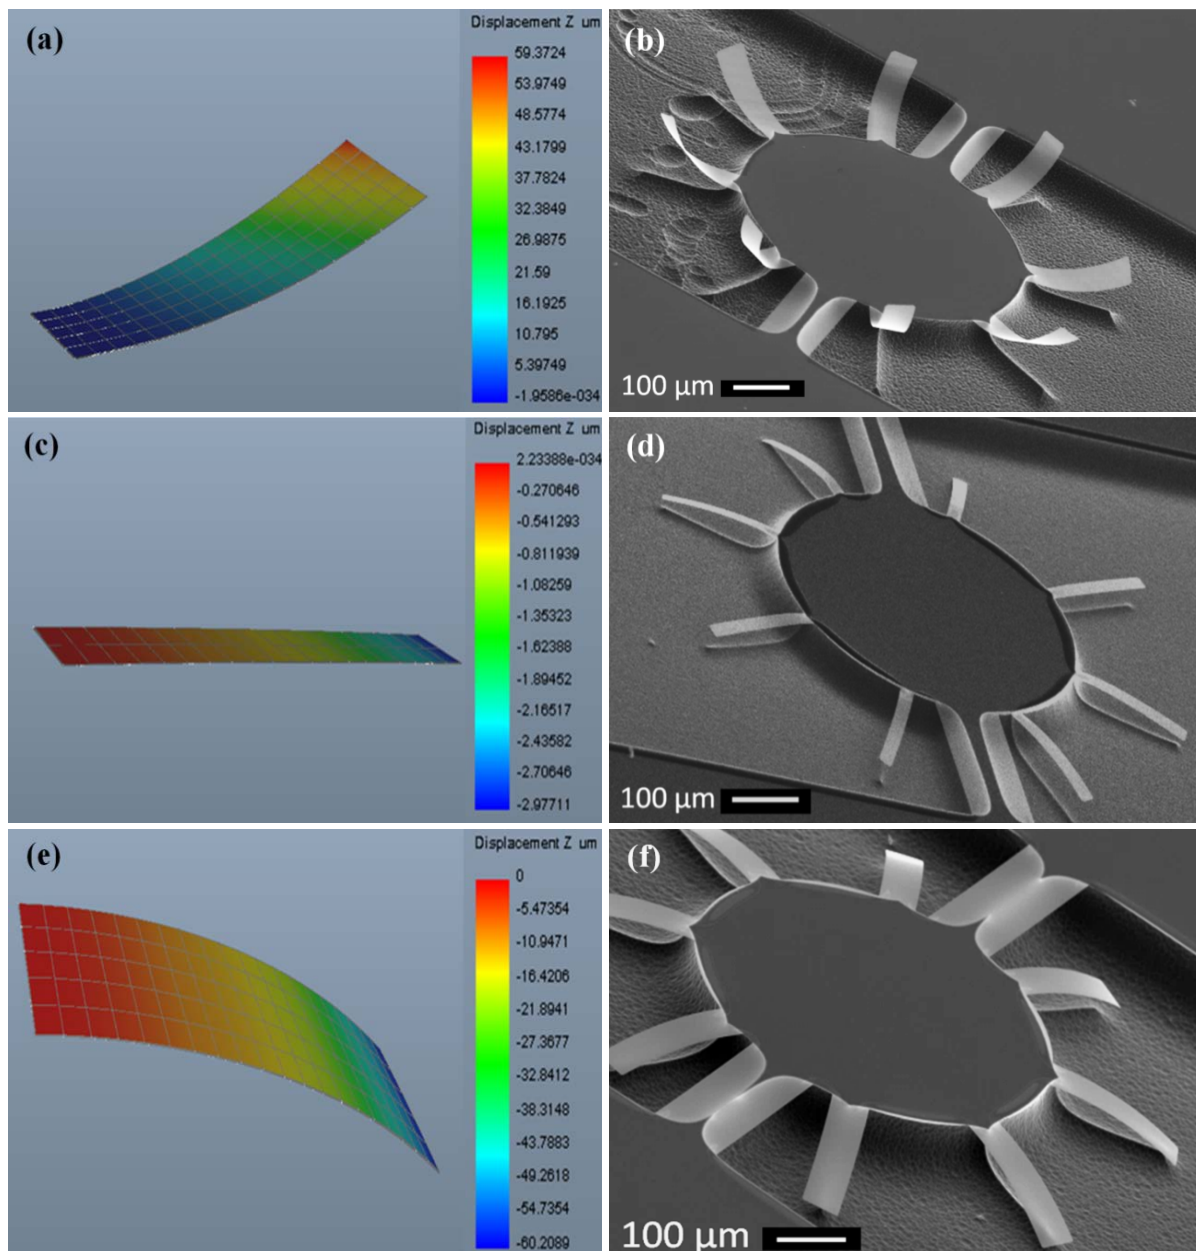 (a)
Displacement Z um
59.3724
53.9749
48.5774
43.1799
37.7824
32.3849
26.9875
21.59
16.1925
10.795
5.39749
-1.9586e-034
(b)
100 µm
(c)
Displacement Z um
2.23388e-034
-0.270646
-0.541293
-0.811939
-1.08259
-1.35323
-1.62388
-1.89452
-2.16517
-2.43582
-2.70646
-2.97711
(d)
100 µm
(e)
Displacement Z um
0
-5.47354
-10.9471
-16.4206
-21.8941
-27.3677
-32.8412
-38.3148
-43.7883
-49.2618
-54.7354
-60.2089
(f)
100 µm